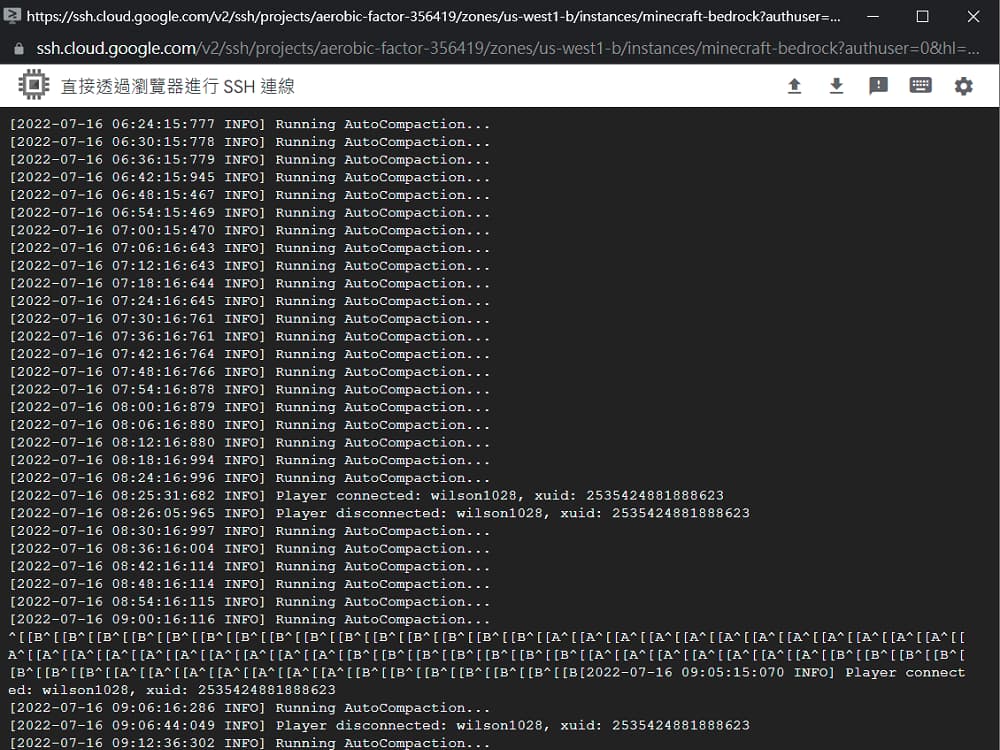 https://ssh.cloud.google.com/v2/ssh/projects/aerobic-factor-356419/zones/us-west1-b/instances/minecraft-bedrock?authuser=...
ssh.cloud.google.com/v2/ssh/projects/aerobic-factor-356419/zones/us-west1-b/instances/minecraft-bedrock?authuser=0&hl=...
直接透過瀏覽器進行 SSH 連線
[2022-07-16 06:24:15:777 INFO] Running AutoCompaction...
[2022-07-16 06:30:15:778 INFO] Running AutoCompaction...
[2022-07-16 06:36:15:779 INFO] Running AutoCompaction...
[2022-07-16 06:42:15:945 INFO] Running AutoCompaction...
[2022-07-16 06:48:15:467 INFO] Running AutoCompaction...
[2022-07-16 06:54:15:469 INFO] Running AutoCompaction...
[2022-07-16 07:00:15:470 INFO] Running AutoCompaction...
[2022-07-16 07:06:16:643 INFO] Running AutoCompaction...
[2022-07-16 07:12:16:643 INFO] Running AutoCompaction...
[2022-07-16 07:18:16:644 INFO] Running AutoCompaction...
[2022-07-16 07:24:16:645 INFO] Running AutoCompaction...
[2022-07-16 07:30:16:761 INFO] Running AutoCompaction...
[2022-07-16 07:36:16:761 INFO] Running AutoCompaction...
[2022-07-16 07:42:16:764 INFO] Running AutoCompaction...
[2022-07-16 07:48:16:766 INFO] Running AutoCompaction...
[2022-07-16 07:54:16:878 INFO] Running AutoCompaction...
[2022-07-16 08:00:16:879 INFO] Running AutoCompaction...
[2022-07-16 08:06:16:880 INFO] Running AutoCompaction...
[2022-07-16 08:12:16:880 INFO] Running AutoCompaction...
[2022-07-16 08:18:16:994 INFO] Running AutoCompaction...
[2022-07-16 08:24:16:996 INFO] Running AutoCompaction...
[2022-07-16 08:25:31:682 INFO] Player connected: wilson1028, xuid: 2535424881888623
[2022-07-16 08:26:05:965 INFO] Player disconnected: wilson1028, xuid: 2535424881888623
[2022-07-16 08:30:16:997 INFO] Running AutoCompaction...
[2022-07-16 08:36:16:004 INFO] Running AutoCompaction...
[2022-07-16 08:42:16:114 INFO] Running AutoCompaction...
[2022-07-16 08:48:16:114 INFO] Running AutoCompaction...
[2022-07-16 08:54:16:115 INFO] Running AutoCompaction...
[2022-07-16 09:00:16:116 INFO] Running AutoCompaction...
^[[B^[[B^[[B^[[B^[[B^[[B^[[B^[[B^[[B^[[B^[[B^[[B^[[B^[[B^[[B^[[B^[[A^[[A^[[A^[[A^[[A^[[A^[[A^[[A^[[A^[[A^[[A^[[
A^[[A^[[A^[[A^[[A^[[A^[[A^[[A^[[A^[[A^[[B^[[B^[[B^[[B^[[B^[[B^[[B^[[A^[[A^[[A^[[A^[[A^[[A^[[A^[[B^[[B^[[B^[[B^[
[B^[[B^[[B^[[A^[[A^[[A^[[A^[[A^[[A^[[A^[[B^[[B^[[B^[[B^[[B^[[B^[[B[2022-07-16 09:05:15:070 INFO] Player connect
ed: wilson1028, xuid: 2535424881888623
[2022-07-16 09:06:16:286 INFO] Running AutoCompaction...
[2022-07-16 09:06:44:049 INFO] Player disconnected: wilson1028, xuid: 2535424881888623
[2022-07-16 09:12:36:302 INFO] Running AutoCompaction...